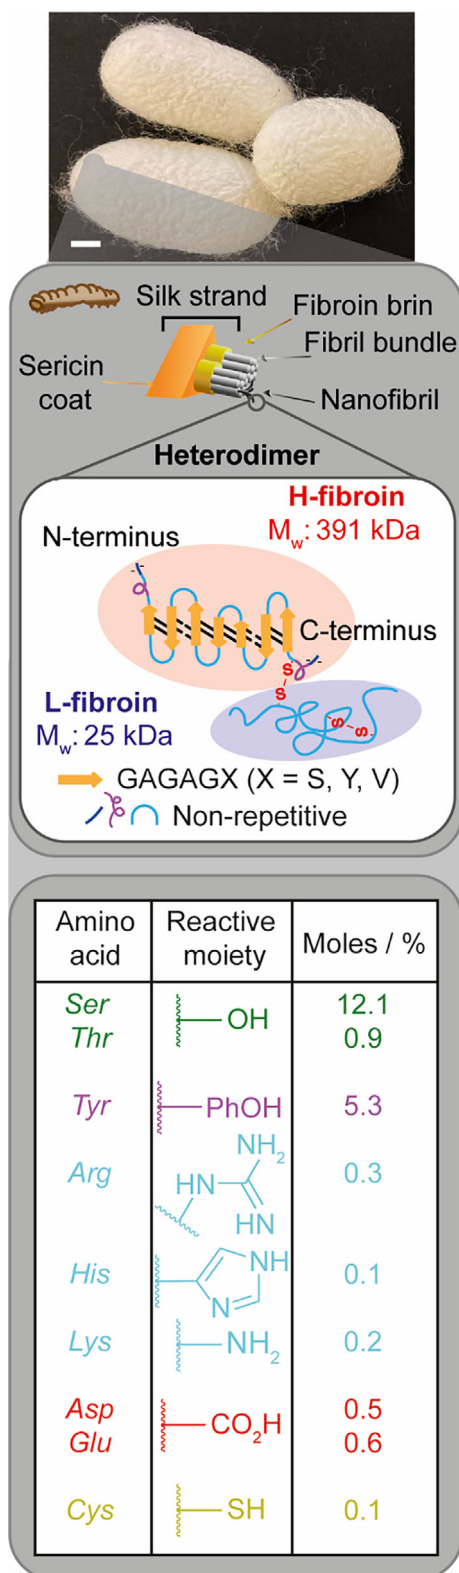 Silk strand
Fibroin brin
Fibril bundle
Sericin
coat
Nanofibril
Heterodimer
H-fibroin
M_w: 391 kDa
N-terminus
C-terminus
S
S
L-fibroin
M_w: 25 kDa
S
S
GAGAGX (X = S, Y, V)
Non-repetitive
Amino acid | Reactive moiety | Moles / %
Ser OH 12.1
Thr 0.9
Tyr PhOH 5.3
NH₂
Arg HN 0.3
HN
His NH 0.1
N
Lys NH₂ 0.2
Asp CO₂H 0.5
Glu 0.6
Cys SH 0.1